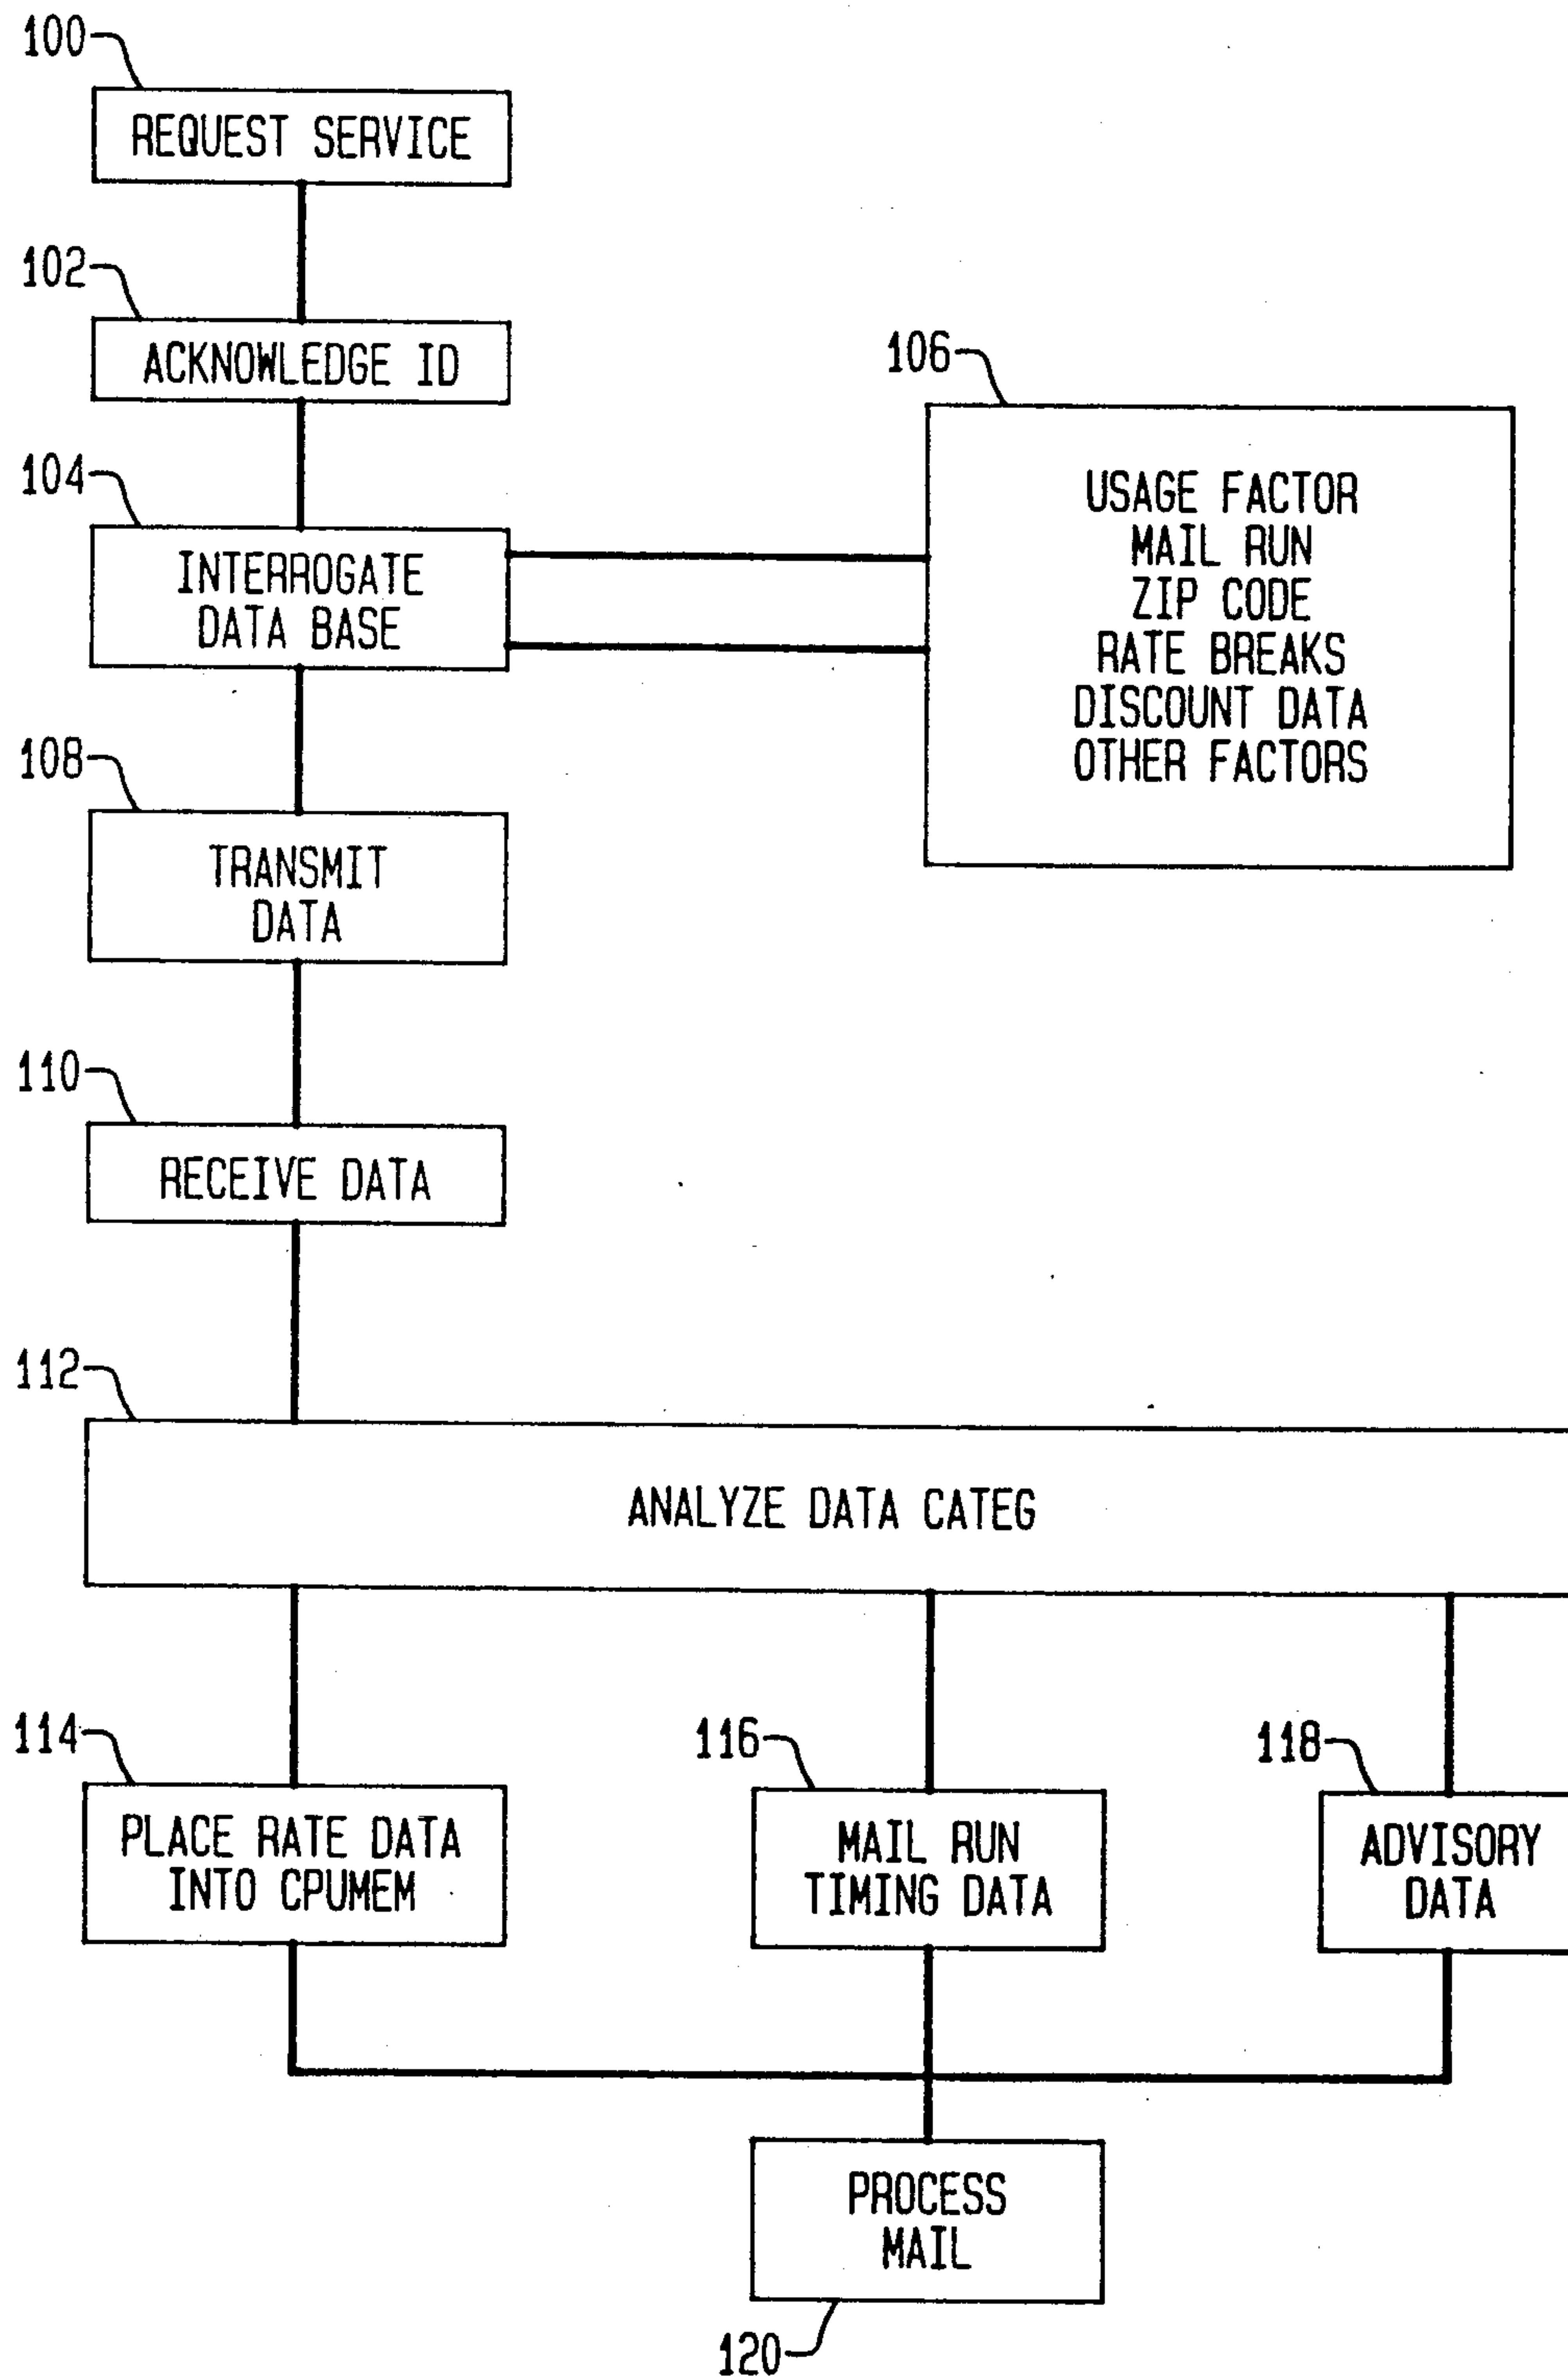 100
REQUEST SERVICE
102
ACKNOWLEDGE ID
104
INTERROGATE
DATA BASE
106
USAGE FACTOR
MAIL RUN
ZIP CODE
RATE BREAKS
DISCOUNT DATA
OTHER FACTORS
108
TRANSMIT
DATA
110
RECEIVE DATA
112
ANALYZE DATA CATEG
114
PLACE RATE DATA
INTO CPUMEM
116
MAIL RUN
TIMING DATA
118
ADVISORY
DATA
PROCESS
MAIL
120